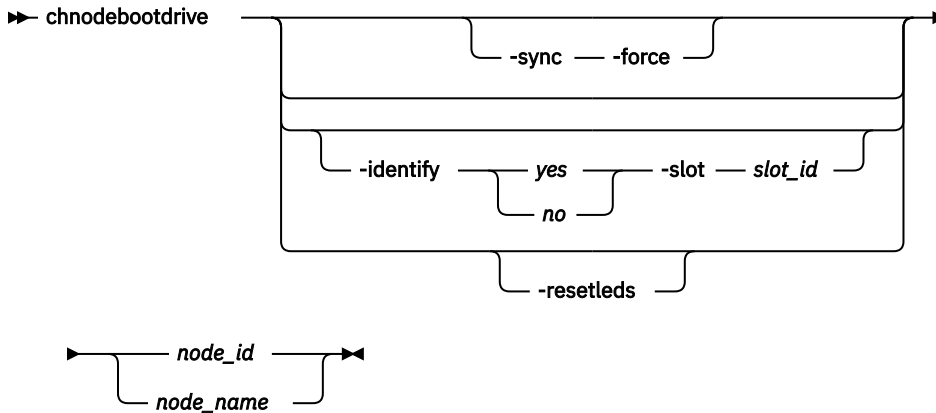 chnodebootdrive
-sync -force
-identify yes -slot slot_id
no
-resetleds
node_id
node_name